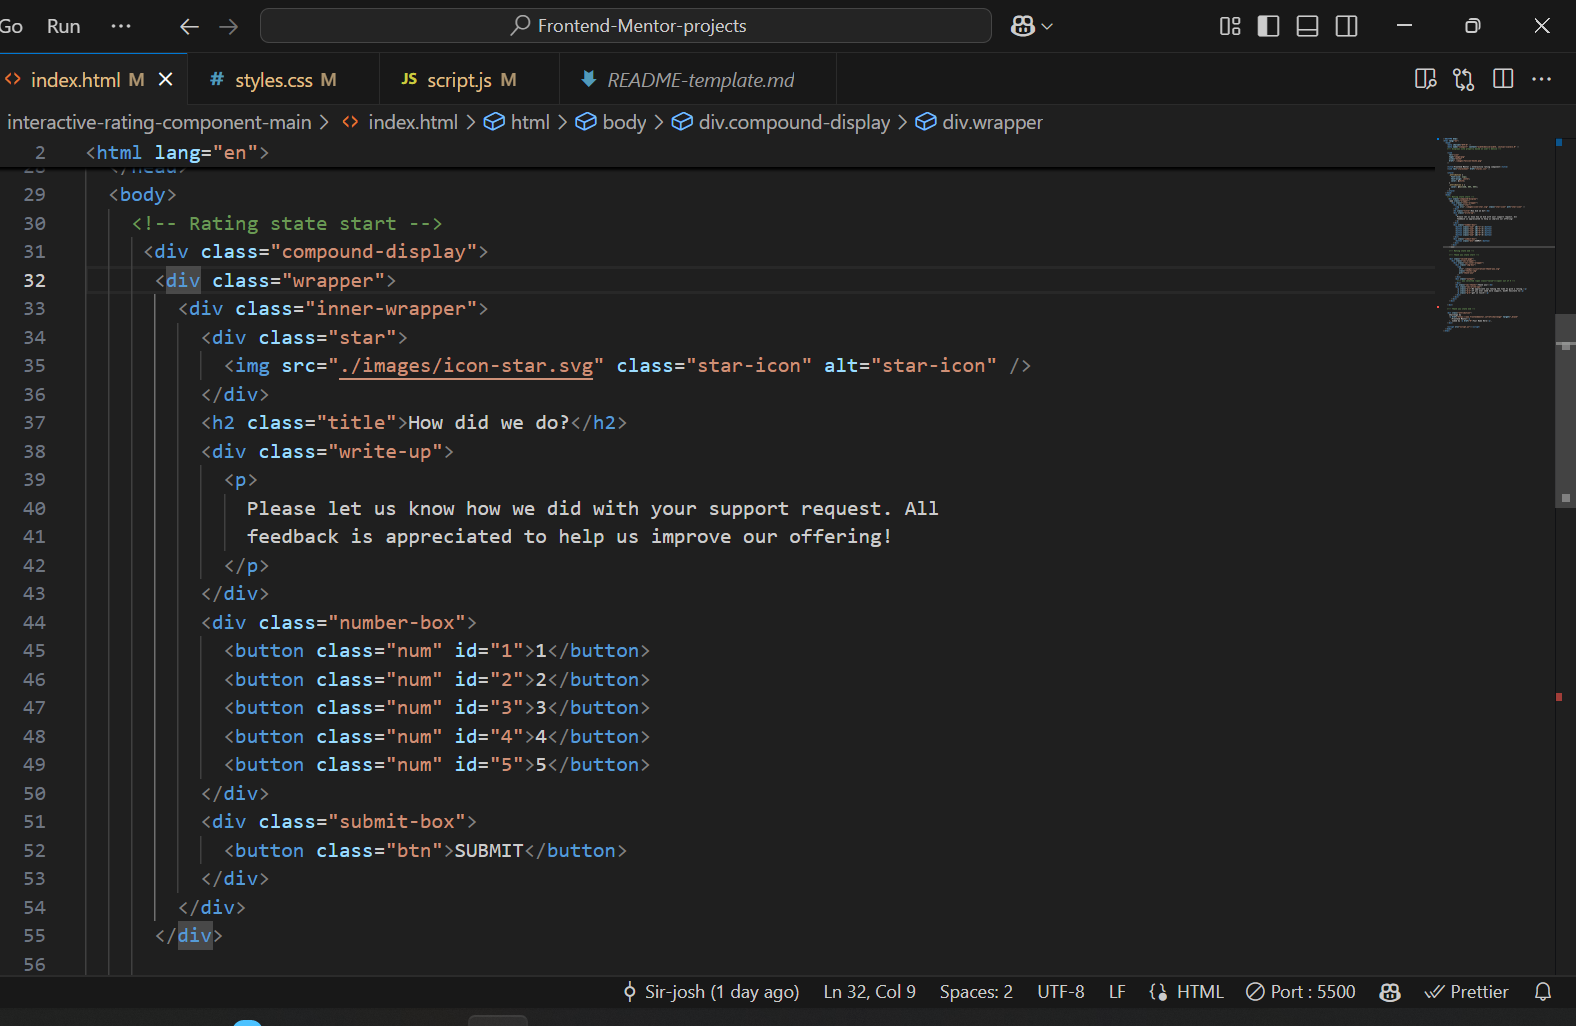 Go Run ··· Frontend-Mentor-projects
index.html M styles.css M JS script.js M README-template.md
interactive-rating-component-main > index.html > html > body > div.compound-display > div.wrapper
2 <html lang="en">
29 <body>
30 <!-- Rating state start -->
31 <div class="compound-display">
32 <div class="wrapper">
33 <div class="inner-wrapper">
34 <div class="star">
35 <img src="./images/icon-star.svg" class="star-icon" alt="star-icon" />
36 </div>
37 <h2 class="title">How did we do?</h2>
38 <div class="write-up">
39 <p>
40 Please let us know how we did with your support request. All
41 feedback is appreciated to help us improve our offering!
42 </p>
43 </div>
44 <div class="number-box">
45 <button class="num" id="1">1</button>
46 <button class="num" id="2">2</button>
47 <button class="num" id="3">3</button>
48 <button class="num" id="4">4</button>
49 <button class="num" id="5">5</button>
50 </div>
51 <div class="submit-box">
52 <button class="btn">SUBMIT</button>
53 </div>
54 </div>
55 </div>
56
Sir-josh (1 day ago) Ln 32, Col 9 Spaces: 2 UTF-8 LF HTML Port : 5500 Prettier